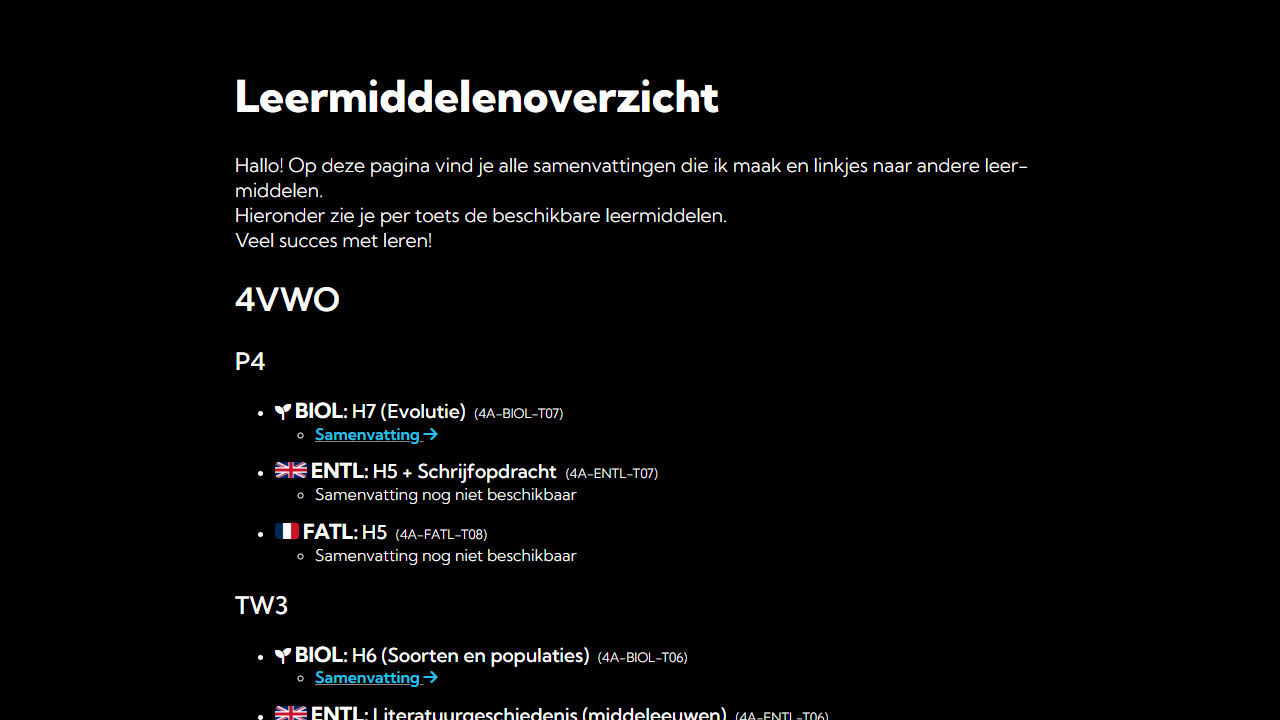 Leermiddelenoverzicht
Hallo! Op deze pagina vind je alle samenvattingen die ik maak en linkjes naar andere leer-
middelen.
Hieronder zie je per toets de beschikbare leermiddelen.
Veel succes met leren!
4VWO
P4
BIOL: H7 (Evolutie) (4A-BIOL-T07)
Samenvatting →
ENTL: H5 + Schrijfopdracht (4A-ENTL-T07)
Samenvatting nog niet beschikbaar
FATL: H5 (4A-FATL-T08)
Samenvatting nog niet beschikbaar
TW3
BIOL: H6 (Soorten en populaties) (4A-BIOL-T06)
Samenvatting →
ENTL: Literatuurgeschiedenis (middeleeuwen) (4A-ENTL-T06)